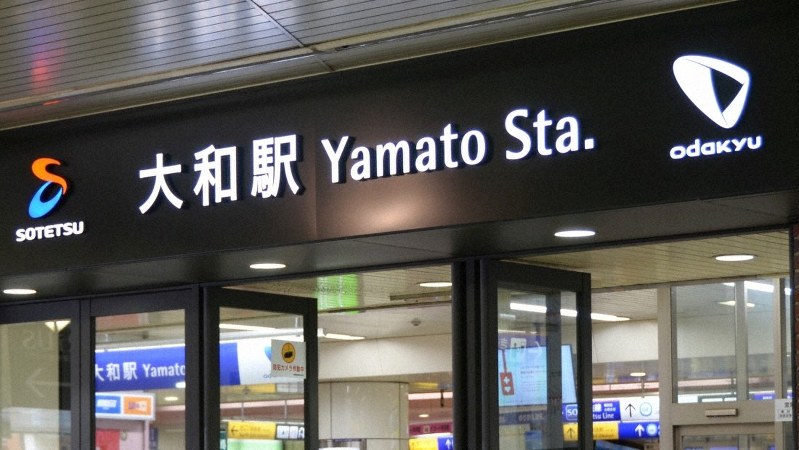 大和駅 Yamato Sta.
SOTETSU
odakyu
大和駅 Yamato